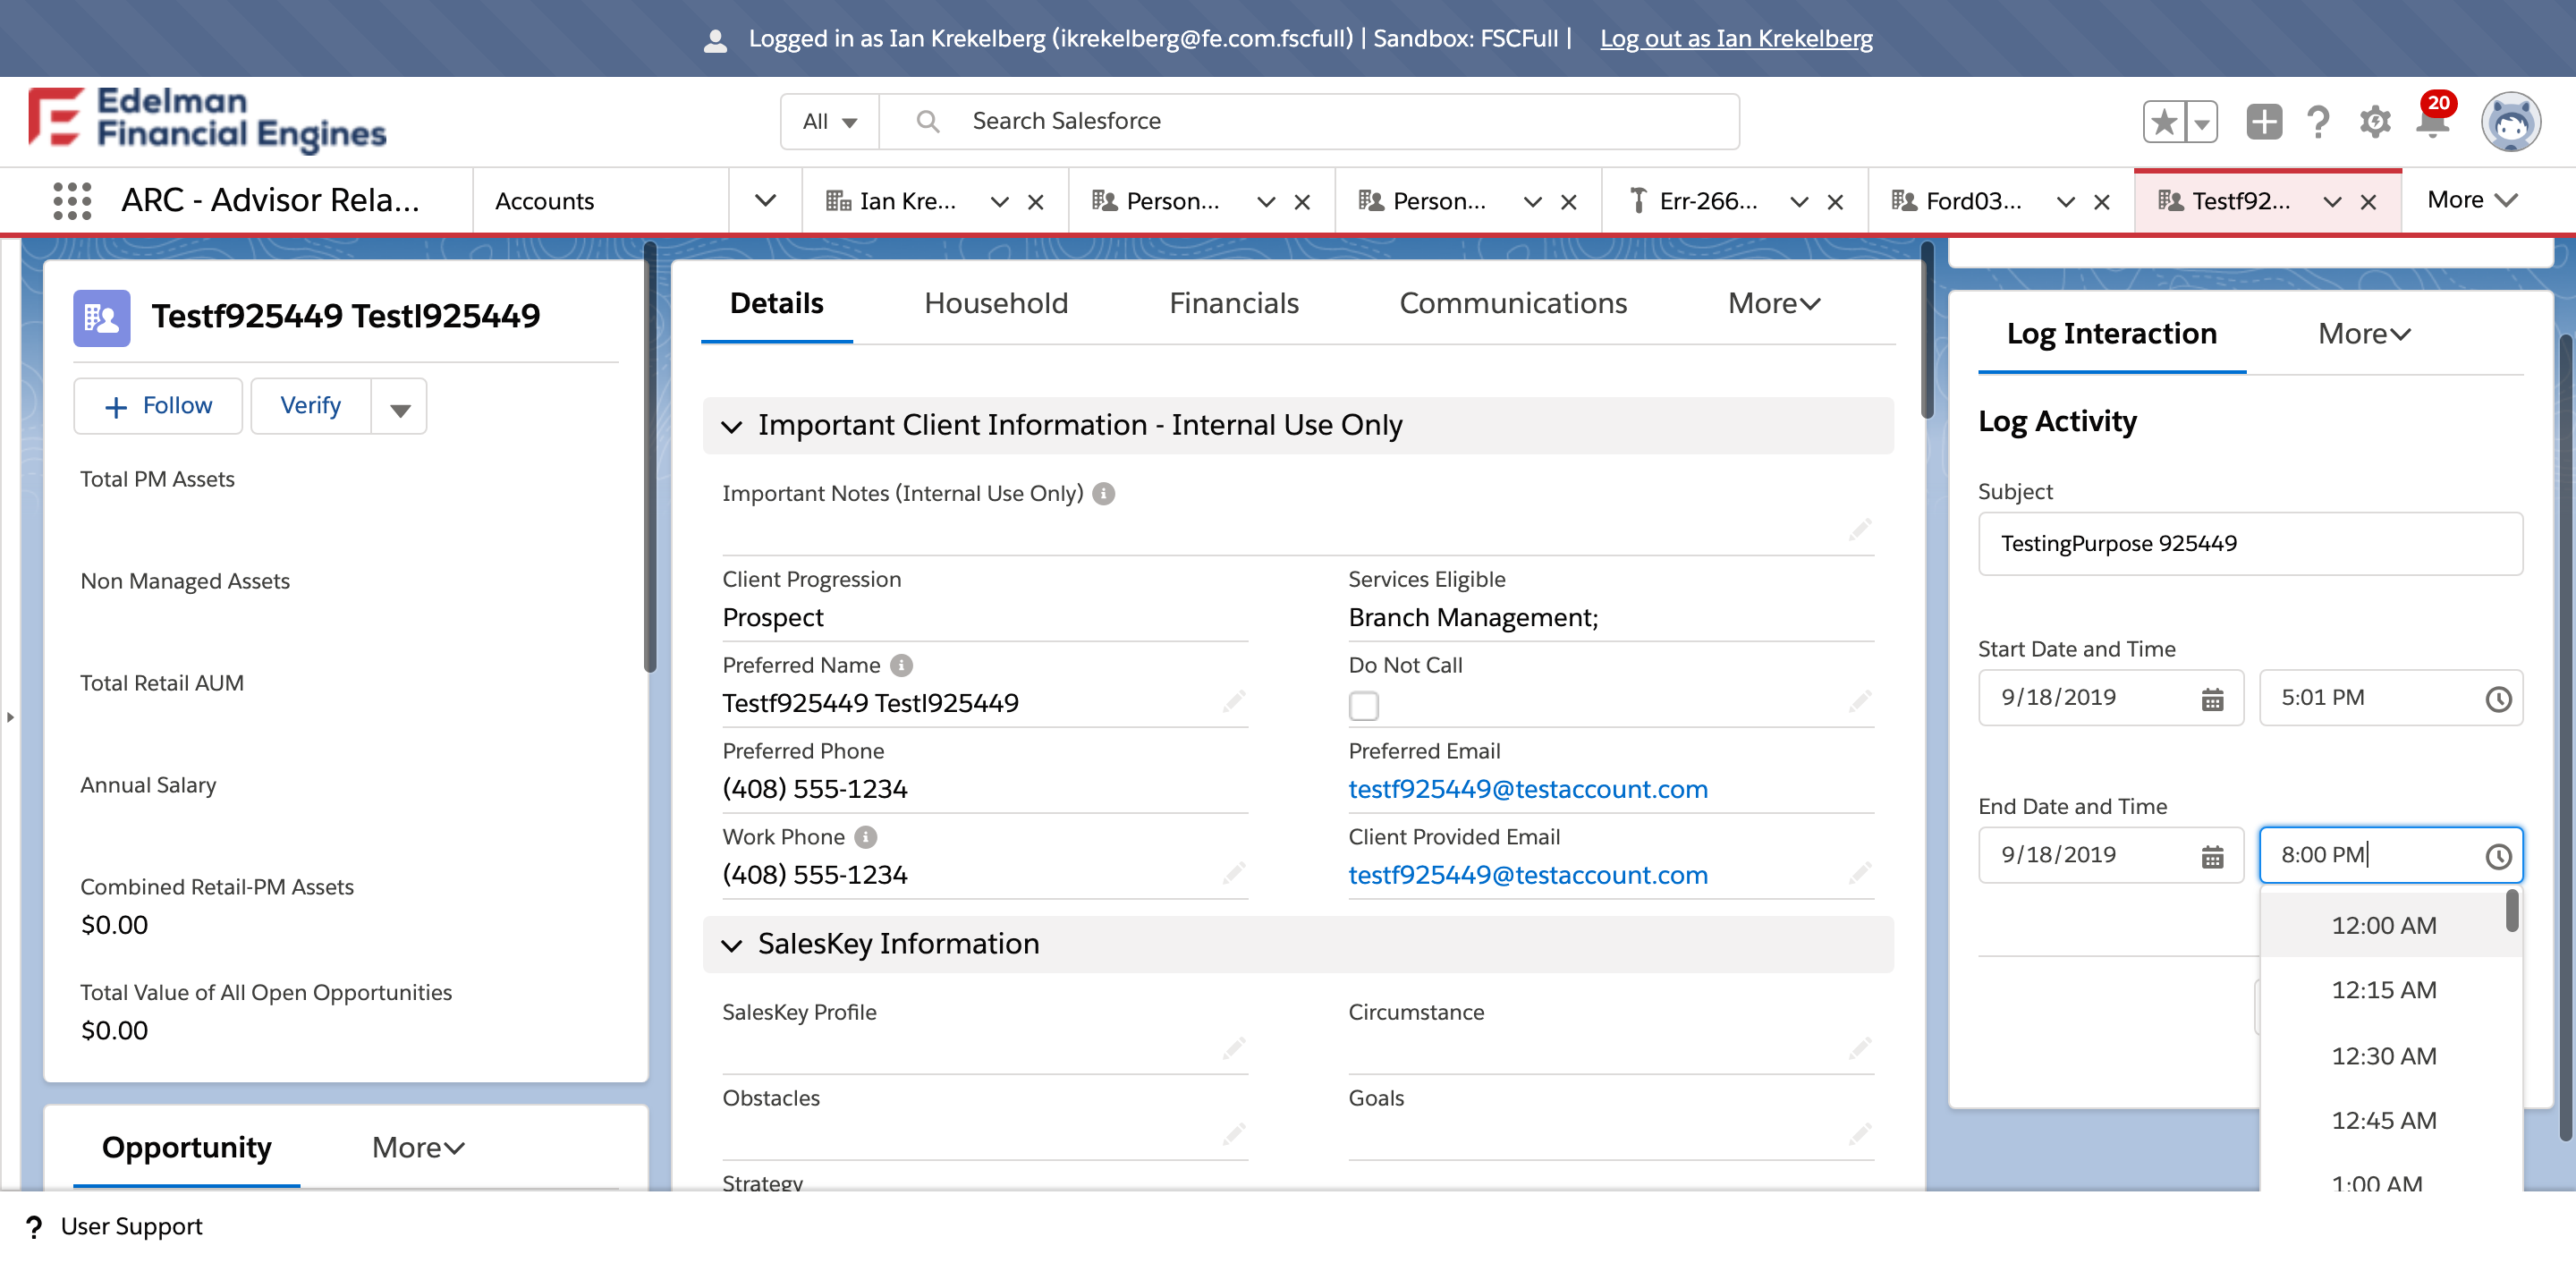 Logged in as Ian Krekelberg (ikrekelberg@fe.com.fscfull) | Sandbox: FSCFull | Log out as Ian Krekelberg
Edelman
Financial Engines
All
Search Salesforce
20
ARC - Advisor Rela...
Accounts
Ian Kre...
Person...
Person...
Err-266...
Ford03...
Testf92...
More
Testf925449 Testl925449
Follow
Verify
Total PM Assets
Non Managed Assets
Total Retail AUM
Annual Salary
Combined Retail-PM Assets
$0.00
Total Value of All Open Opportunities
$0.00
Opportunity
More
Details
Household
Financials
Communications
More
Important Client Information - Internal Use Only
Important Notes (Internal Use Only)
Client Progression
Prospect
Services Eligible
Branch Management;
Preferred Name
Testf925449 Testl925449
Do Not Call
Preferred Phone
(408) 555-1234
Preferred Email
testf925449@testaccount.com
Work Phone
(408) 555-1234
Client Provided Email
testf925449@testaccount.com
SalesKey Information
SalesKey Profile
Circumstance
Obstacles
Goals
Strategy
Log Interaction
More
Log Activity
Subject
TestingPurpose 925449
Start Date and Time
9/18/2019
5:01 PM
End Date and Time
9/18/2019
8:00 PM
12:00 AM
12:15 AM
12:30 AM
12:45 AM
1:00 AM
? User Support